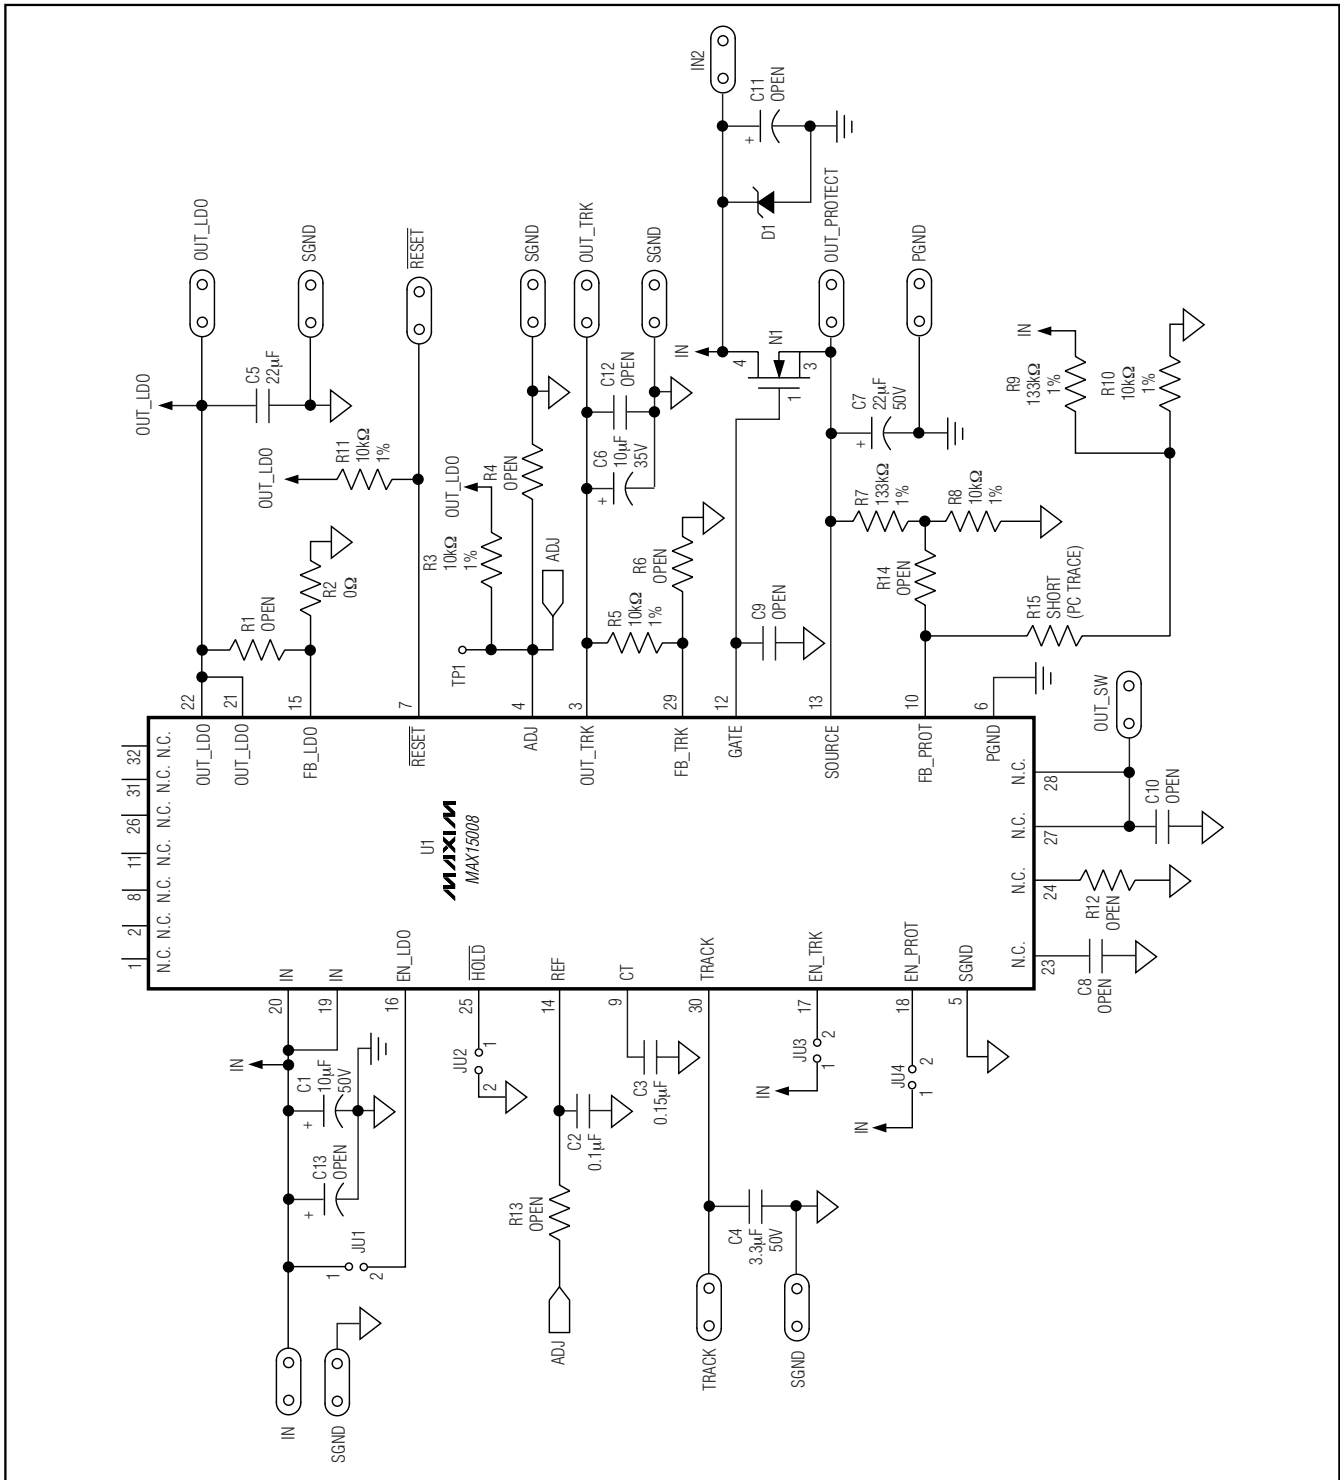 IN2
C11
OPEN
+
D1
OUT_LDO
SGND
RESET
SGND
OUT_TRK
SGND
OUT_PROTECT
PGND
OUT_LDO
C5
22µF
OUT_LDO
R11
10kΩ
1%
R1
OPEN
R2
0Ω
R3
10kΩ
1%
OUT_LDO
R4
OPEN
ADJ
TP1
C12
OPEN
C6
10µF
35V
+
R5
10kΩ
1%
R6
OPEN
IN
4
N1
3
1
C9
OPEN
C7
22µF
50V
+
R7
133kΩ
1%
R8
10kΩ
1%
R14
OPEN
R15
SHORT
(PC TRACE)
IN
R9
133kΩ
1%
R10
10kΩ
1%
22
21
15
7
4
3
29
12
13
10
6
OUT_LDO
OUT_LDO
FB_LDO
RESET
ADJ
OUT_TRK
FB_TRK
GATE
SOURCE
FB_PROT
PGND
1
2
8
11
26
31
32
N.C.
N.C.
N.C.
N.C.
N.C.
N.C.
N.C.
U1
MAXIM
MAX15008
N.C.
N.C.
N.C.
N.C.
23
24
27
28
OUT_SW
C10
OPEN
R12
OPEN
C8
OPEN
IN
IN
EN_LDO
HOLD
REF
CT
TRACK
EN_TRK
EN_PROT
SGND
20
19
16
25
14
9
30
17
18
5
IN
C1
10µF
50V
+
C13
OPEN
+
JU1
1
2
JU2
1
2
C2
0.1µF
R13
OPEN
ADJ
C3
0.15µF
C4
3.3µF
50V
JU3
1
2
IN
JU4
1
2
IN
IN
SGND
TRACK
SGND